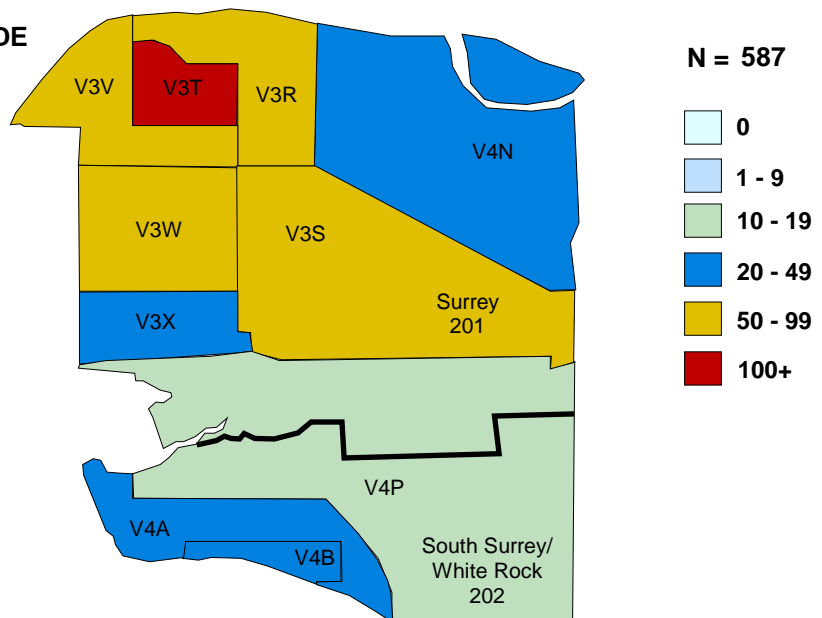 DE
N = 587
0
1 - 9
10 - 19
20 - 49
50 - 99
100+
V3V
V3T
V3R
V4N
V3W
V3S
Surrey
201
V3X
V4P
V4A
V4B
South Surrey/
White Rock
202